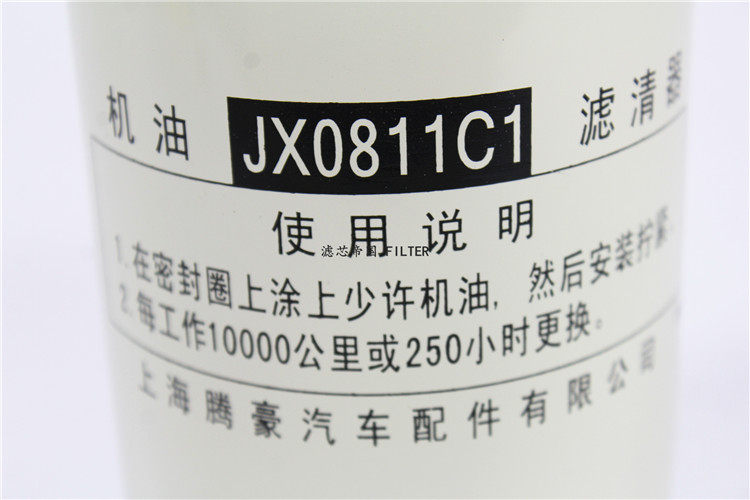 机油 JX0811C1 滤清器
使用说明
滤芯帝国 FILTER
1.在密封圈上涂上少许机油，然后安装拧紧。
2.每工作10000公里或250小时更换。
上海腾豪汽车配件有限公司